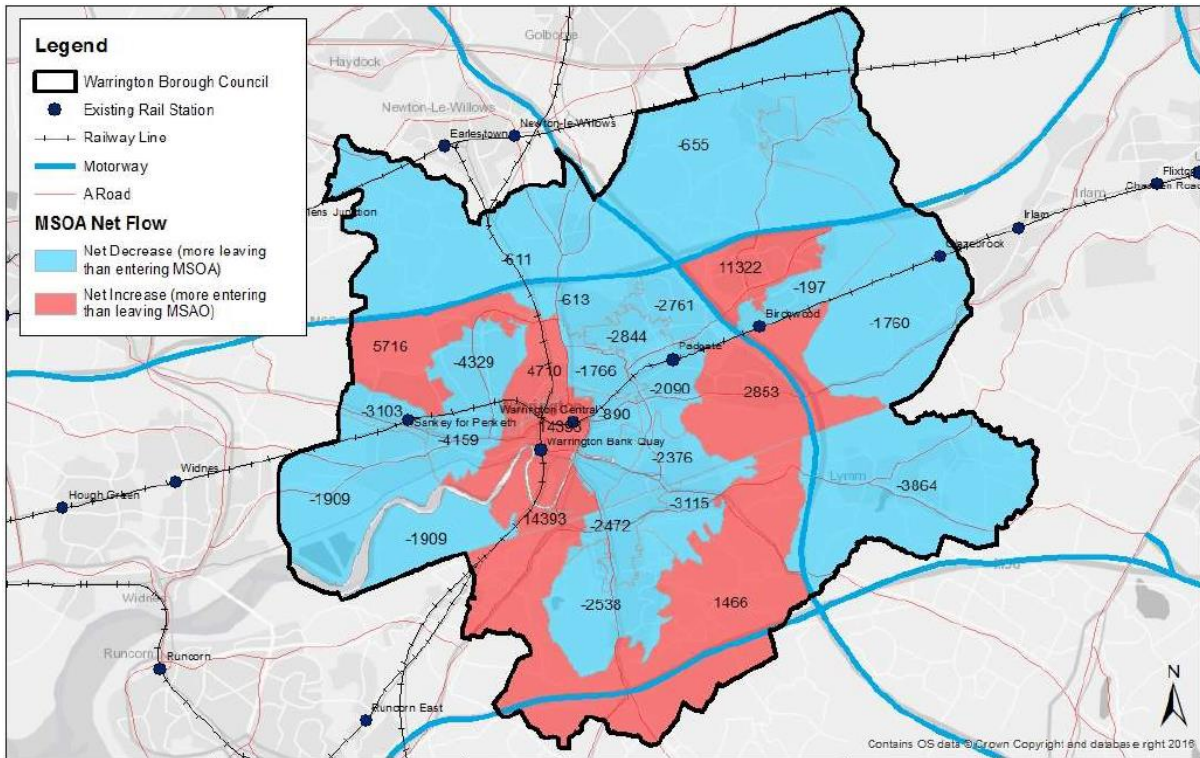 Legend
Warrington Borough Council
Existing Rail Station
Railway Line
Motorway
A Road
MSOA Net Flow
Net Decrease (more leaving
than entering MSOA)
Net Increase (more entering
than leaving MSAO)
Golborne
Haydock
Newton-Le-Willows
Newton-le-Willows
Earlestown
-655
Flixton
Irlam
Irlam
Glazebrook
-611
11322
-197
-613
-2761
Birchwood
-1760
-2844
Padgate
5716
-4329
4710
-1766
-2090
2853
-3103
Sankey for Penketh
Warrington Central
-890
14393
Warrington Bank Quay
-4159
-2376
Widnes
Lymm
-3864
Hough Green
-1909
-3115
14393
-2472
-1909
Widnes
-2538
1466
Runcorn
Runcorn
Runcorn East
N
Contains OS data © Crown Copyright and database right 2016